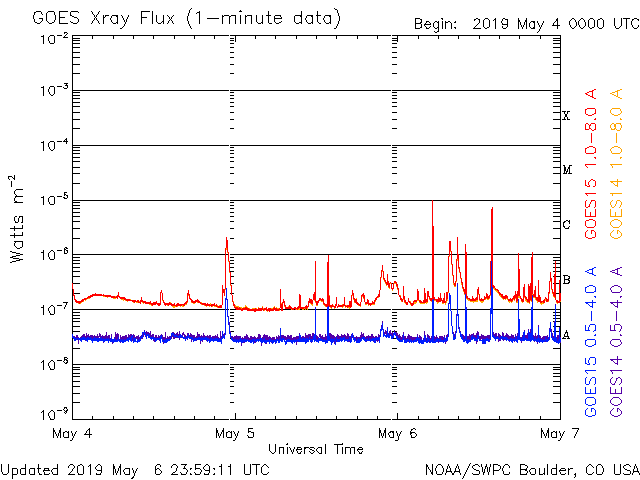 GOES Xray Flux (1-minute data)
Begin: 2019 May 4 0000 UTC
10⁻²
10⁻³
10⁻⁴
10⁻⁵
10⁻⁶
10⁻⁷
10⁻⁸
10⁻⁹
Watts m⁻²
X
M
C
B
A
GOES15 1.0-8.0 A
GOES14 1.0-8.0 A
GOES15 0.5-4.0 A
GOES14 0.5-4.0 A
May 4
May 5
May 6
May 7
Universal Time
Updated 2019 May 6 23:59:11 UTC
NOAA/SWPC Boulder, CO USA